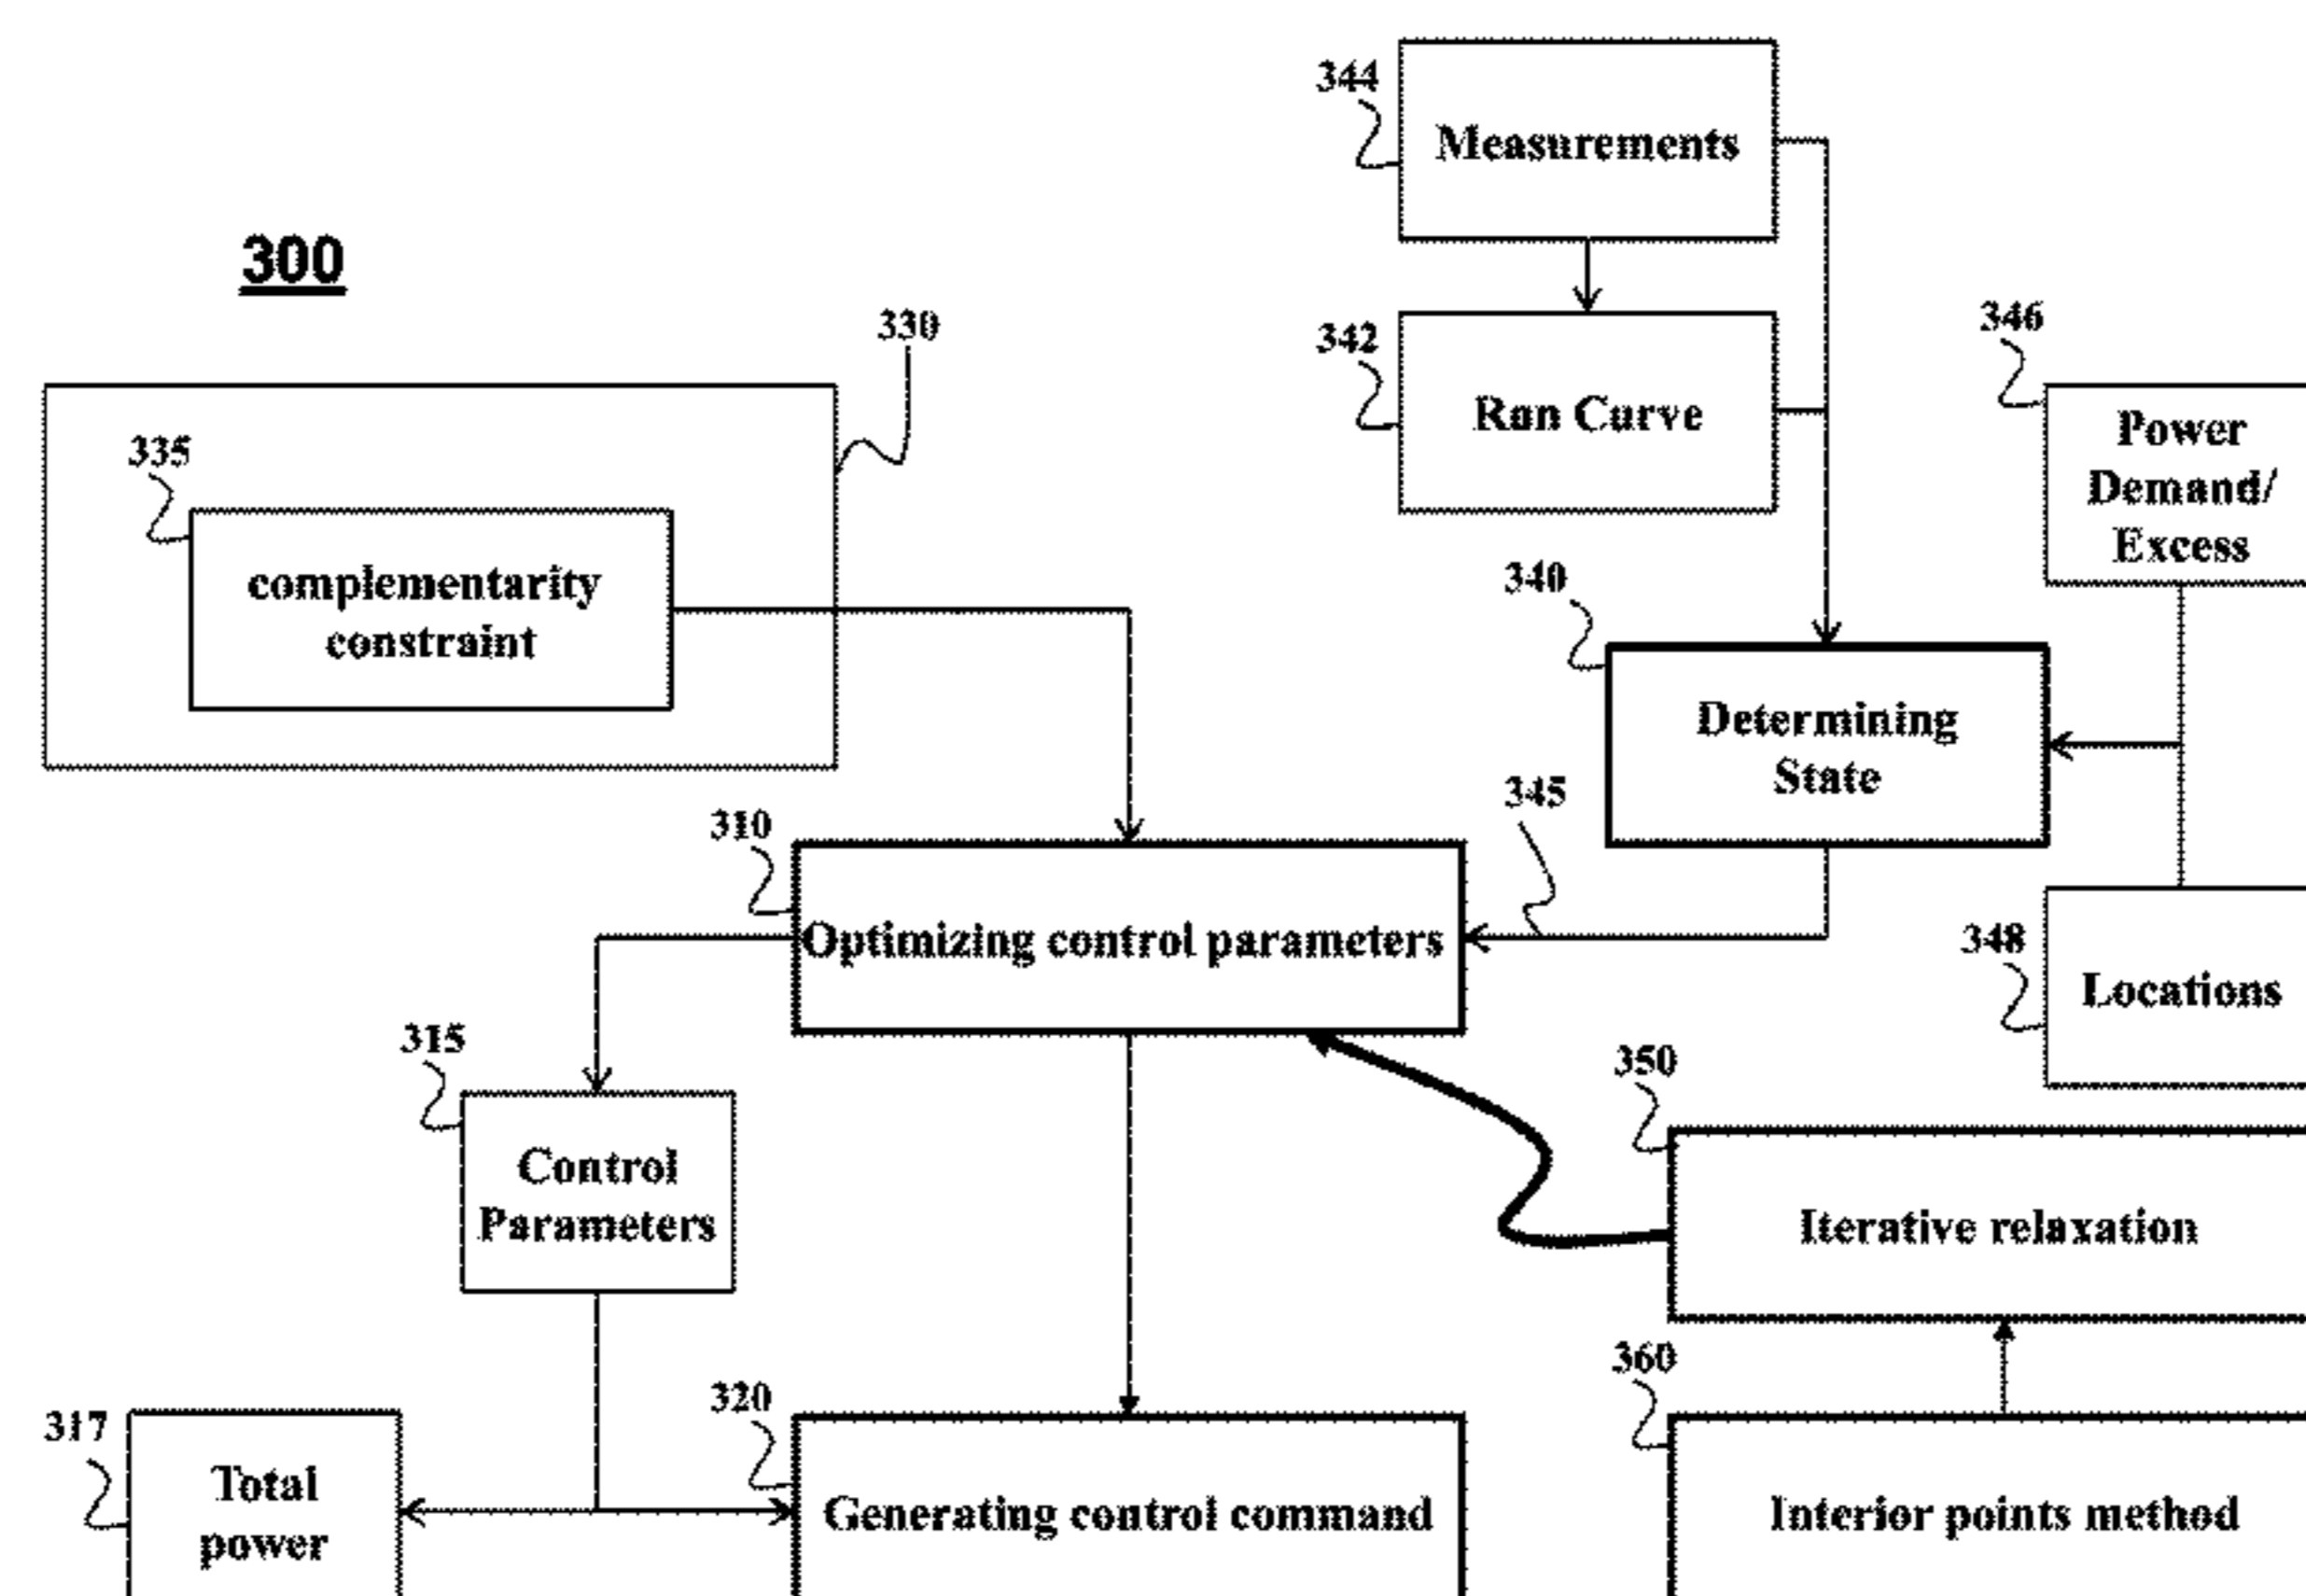 344
Measurements
300
330
342
Run Curve
346
Power
Demand/
Excess
335
complementarity
constraint
340
Determining
State
345
310
Optimizing control parameters
348
Locations
315
Control
Parameters
350
Iterative relaxation
360
317
Total
power
320
Generating control command
Interior points method